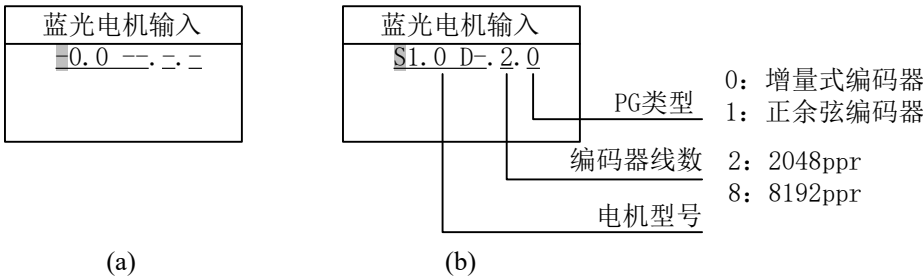 蓝光电机输入
-0.0 --.-.-
(a)
蓝光电机输入
S1.0 D-.2.0
PG类型
0: 增量式编码器
1: 正余弦编码器
编码器线数
2: 2048ppr
8: 8192ppr
电机型号
(b)